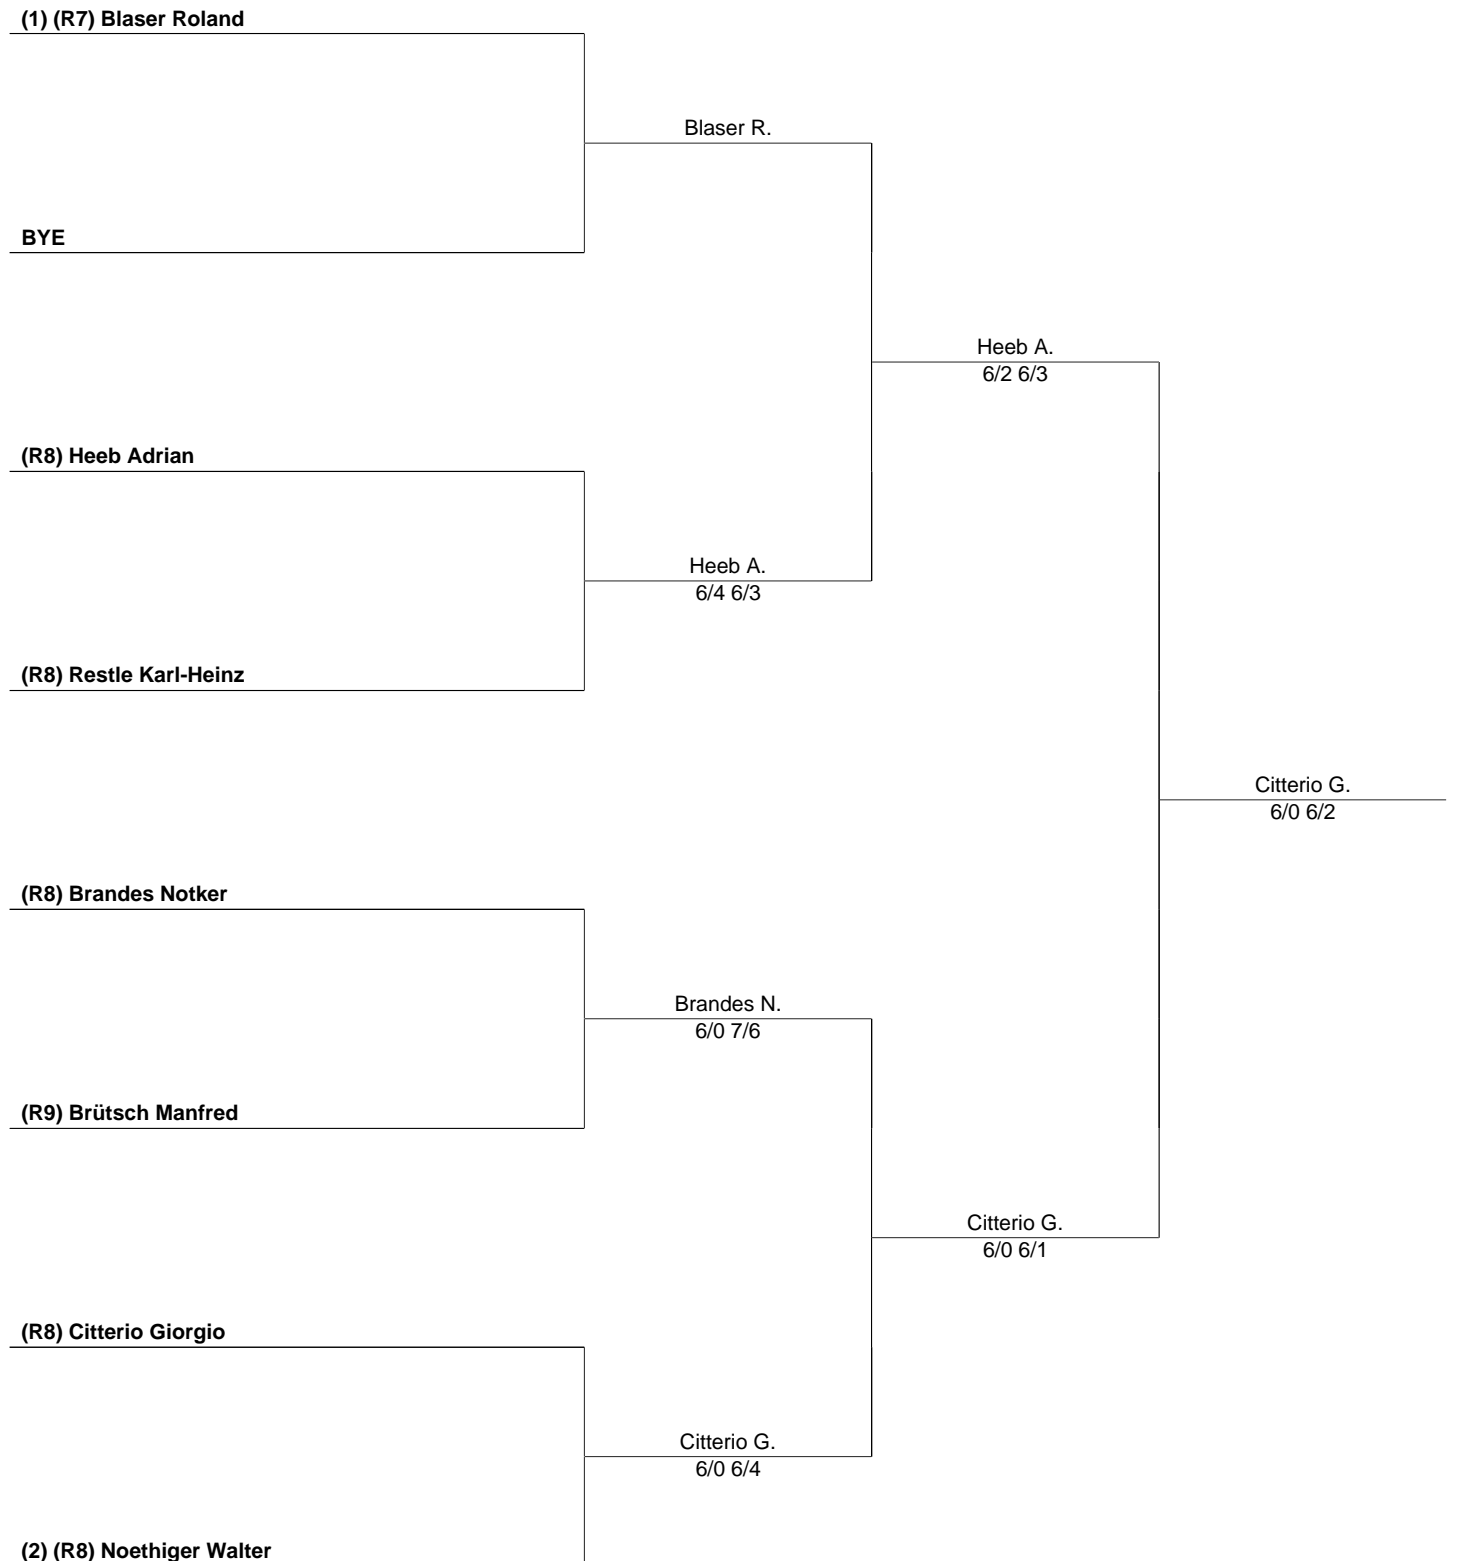 (1) (R7) Blaser Roland
Blaser R.
BYE
Heeb A.
6/2 6/3
(R8) Heeb Adrian
Heeb A.
6/4 6/3
(R8) Restle Karl-Heinz
Citterio G.
6/0 6/2
(R8) Brandes Notker
Brandes N.
6/0 7/6
(R9) Brütsch Manfred
Citterio G.
6/0 6/1
(R8) Citterio Giorgio
Citterio G.
6/0 6/4
(2) (R8) Noethiger Walter